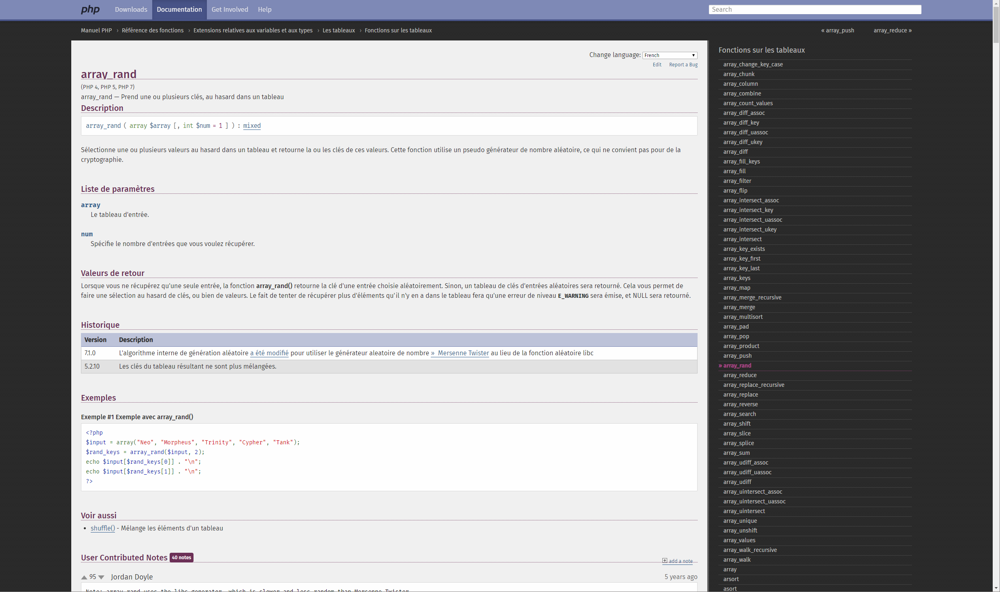 php Downloads Documentation Get Involved Help Search
Manuel PHP › Référence des fonctions › Extensions relatives aux variables et aux types › Les tableaux › Fonctions sur les tableaux « array_push array_reduce »
Change language: French
Edit Report a Bug
array_rand
(PHP 4, PHP 5, PHP 7)
array_rand — Prend une ou plusieurs clés, au hasard dans un tableau
Description
array_rand ( array $array [, int $num = 1 ] ) : mixed
Sélectionne une ou plusieurs valeurs au hasard dans un tableau et retourne la ou les clés de ces valeurs. Cette fonction utilise un pseudo générateur de nombre aléatoire, ce qui ne convient pas pour de la
cryptographie.
Liste de paramètres
array
Le tableau d'entrée.
num
Spécifie le nombre d'entrées que vous voulez récupérer.
Valeurs de retour
Lorsque vous ne récupérez qu'une seule entrée, la fonction array_rand() retourne la clé d'une entrée choisie aléatoirement. Sinon, un tableau de clés d'entrées aléatoires sera retourné. Cela vous permet de
faire une sélection au hasard de clés, ou bien de valeurs. Le fait de tenter de récupérer plus d'éléments qu'il n'y en a dans le tableau fera qu'une erreur de niveau E_WARNING sera émise, et NULL sera retourné.
Historique
Version Description
7.1.0 L'algorithme interne de génération aléatoire a été modifié pour utiliser le générateur aleatoire de nombre » Mersenne Twister au lieu de la fonction aléatoire libc
5.2.10 Les clés du tableau résultant ne sont plus mélangées.
Exemples
Exemple #1 Exemple avec array_rand()
<?php
$input = array("Neo", "Morpheus", "Trinity", "Cypher", "Tank");
$rand_keys = array_rand($input, 2);
echo $input[$rand_keys[0]] . "\n";
echo $input[$rand_keys[1]] . "\n";
?>
Voir aussi
• shuffle() - Mélange les éléments d'un tableau
User Contributed Notes 40 notes
add a note
95 Jordan Doyle 5 years ago
Note: array_rand uses the libc generator, which is slower and less random than Mersenne Twister.
Fonctions sur les tableaux
array_change_key_case
array_chunk
array_column
array_combine
array_count_values
array_diff_assoc
array_diff_key
array_diff_uassoc
array_diff_ukey
array_diff
array_fill_keys
array_fill
array_filter
array_flip
array_intersect_assoc
array_intersect_key
array_intersect_uassoc
array_intersect_ukey
array_intersect
array_key_exists
array_key_first
array_key_last
array_keys
array_map
array_merge_recursive
array_merge
array_multisort
array_pad
array_pop
array_product
array_push
» array_rand
array_reduce
array_replace_recursive
array_replace
array_reverse
array_search
array_shift
array_slice
array_splice
array_sum
array_udiff_assoc
array_udiff_uassoc
array_udiff
array_uintersect_assoc
array_uintersect_uassoc
array_uintersect
array_unique
array_unshift
array_values
array_walk_recursive
array_walk
array
arsort
asort